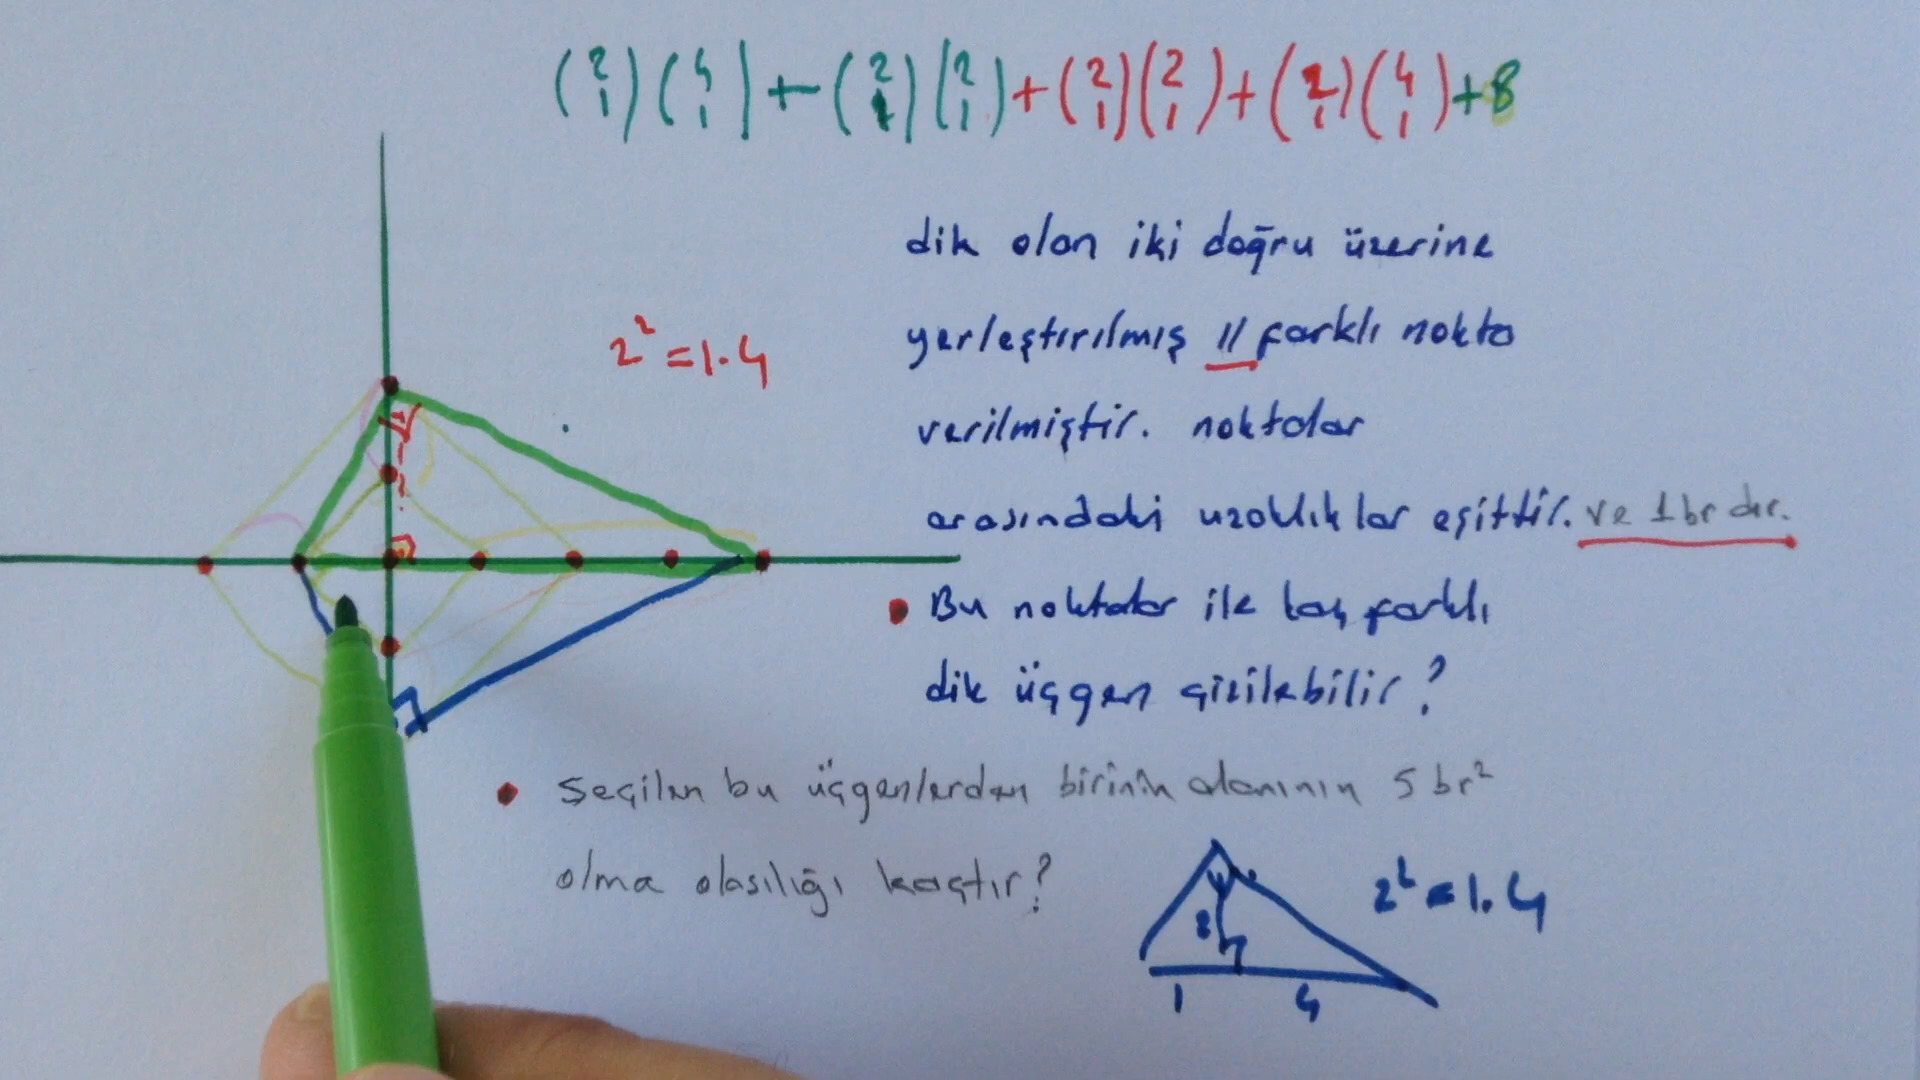 (2 1)(4 1)+(2 1)(2 1)+(2 1)(2 1)+(2 1)(4 1)+8
dik olan iki doğru üzerine
yerleştirilmiş 11 farklı nokta
2² = 1.4
verilmiştir. noktalar
arasındaki uzaklıklar eşittir. ve 1br dir.
Bu noktalar ile kaç farklı
dik üçgen çizilebilir?
Seçilen bu üçgenlerden birinin alanının 5 br²
olma olasılığı kaçtır?
2² = 1.4
2
1 4